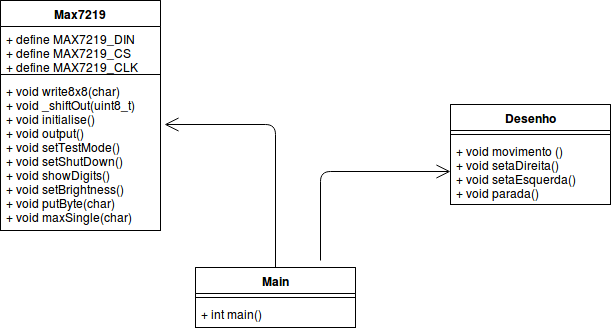 Max7219
+ define MAX7219_DIN
+ define MAX7219_CS
+ define MAX7219_CLK
+ void write8x8(char)
+ void _shiftOut(uint8_t)
+ void initialise()
+ void output()
+ void setTestMode()
+ void setShutDown()
+ void showDigits()
+ void setBrightness()
+ void putByte(char)
+ void maxSingle(char)
Desenho
+ void movimento ()
+ void setaDireita()
+ void setaEsquerda()
+ void parada()
Main
+ int main()